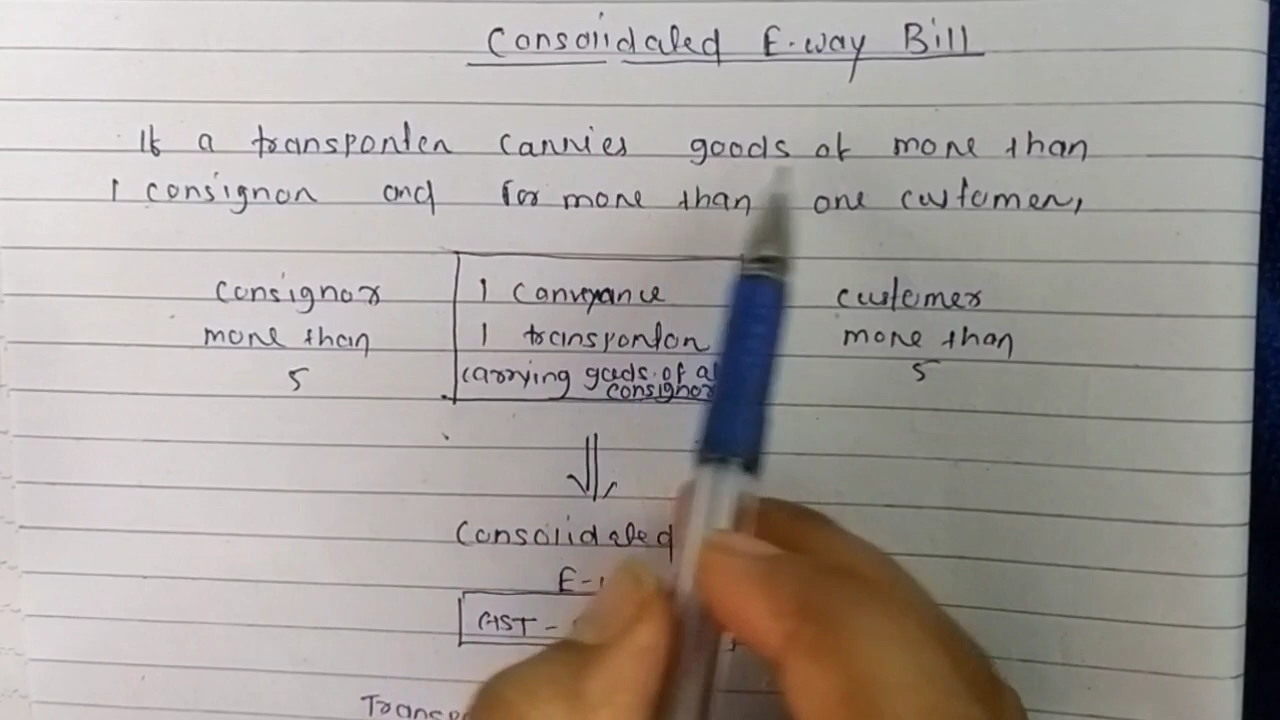 Consolidated E-way Bill
If a transporter carries goods of more than
1 consignor and for more than one customer,
consignor
more than
5
1 conveyance
1 transportor
carrying goods of al
consignor
customer
more than
5
Consolidated
E-
GST -